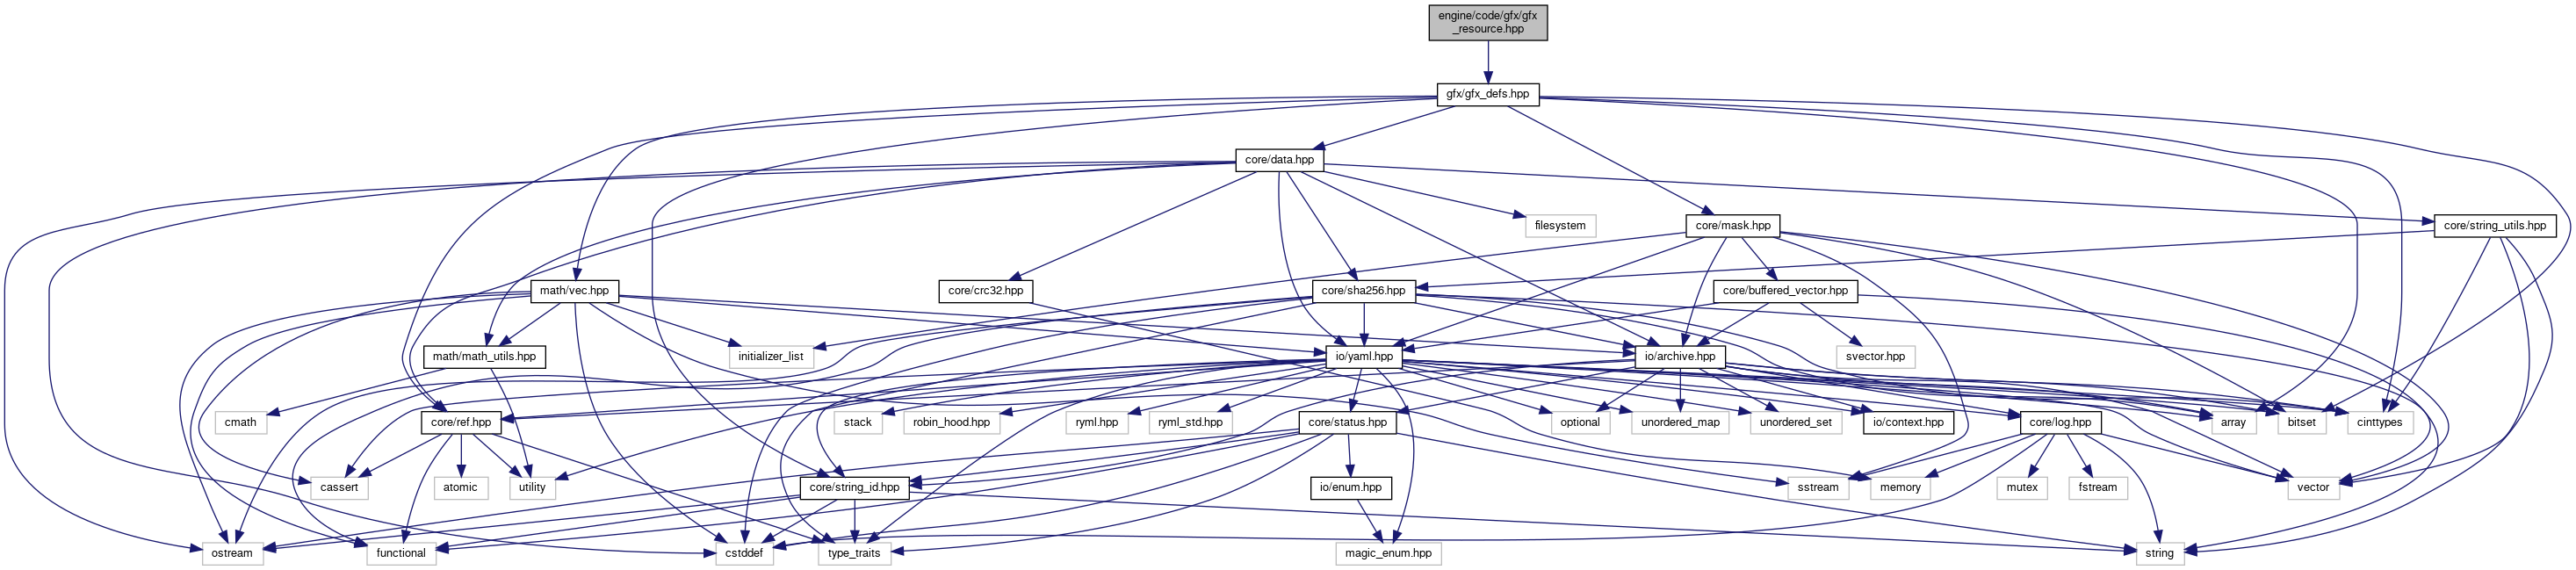 engine/code/gfx/gfx
_resource.hpp
gfx/gfx_defs.hpp
core/data.hpp
filesystem
core/mask.hpp
core/string_utils.hpp
math/vec.hpp
core/crc32.hpp
core/sha256.hpp
core/buffered_vector.hpp
math/math_utils.hpp
initializer_list
io/yaml.hpp
io/archive.hpp
svector.hpp
cmath
core/ref.hpp
stack
robin_hood.hpp
ryml.hpp
ryml_std.hpp
optional
unordered_map
unordered_set
io/context.hpp
core/log.hpp
array
bitset
cinttypes
core/status.hpp
cassert
atomic
utility
core/string_id.hpp
io/enum.hpp
sstream
memory
mutex
fstream
vector
ostream
functional
cstddef
type_traits
magic_enum.hpp
string